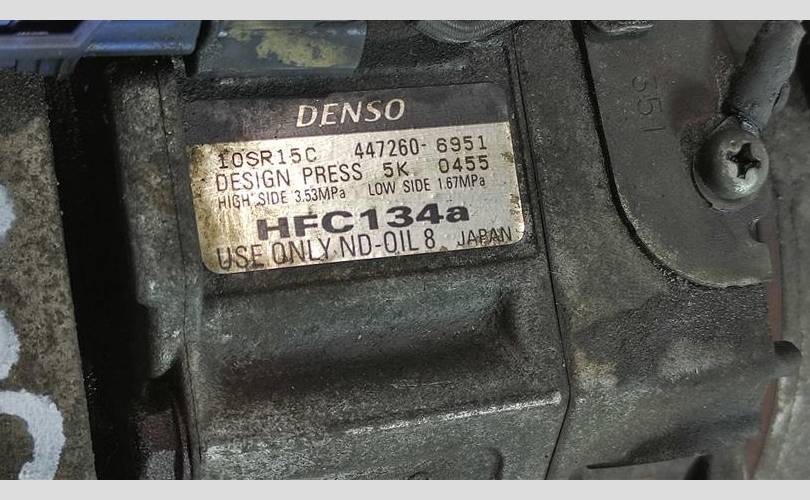 DENSO
10SR15C 447260-6951
DESIGN PRESS 5K 0455
HIGH SIDE 3.53MPa LOW SIDE 1.67MPa
HFC134a
USE ONLY ND-OIL 8 JAPAN
351